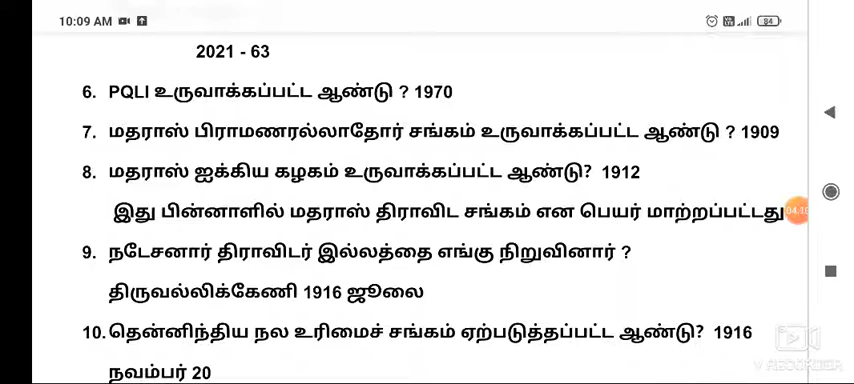 10:09 AM
84
2021 - 63
6. PQLI உருவாக்கப்பட்ட ஆண்டு ? 1970
7. மதராஸ் பிராமணரல்லாதோர் சங்கம் உருவாக்கப்பட்ட ஆண்டு ? 1909
8. மதராஸ் ஐக்கிய கழகம் உருவாக்கப்பட்ட ஆண்டு? 1912
இது பின்னாளில் மதராஸ் திராவிட சங்கம் என பெயர் மாற்றப்பட்டது
9. நடேசனார் திராவிடர் இல்லத்தை எங்கு நிறுவினார் ?
திருவல்லிக்கேணி 1916 ஜூலை
10. தென்னிந்திய நல உரிமைச் சங்கம் ஏற்படுத்தப்பட்ட ஆண்டு? 1916
நவம்பர் 20